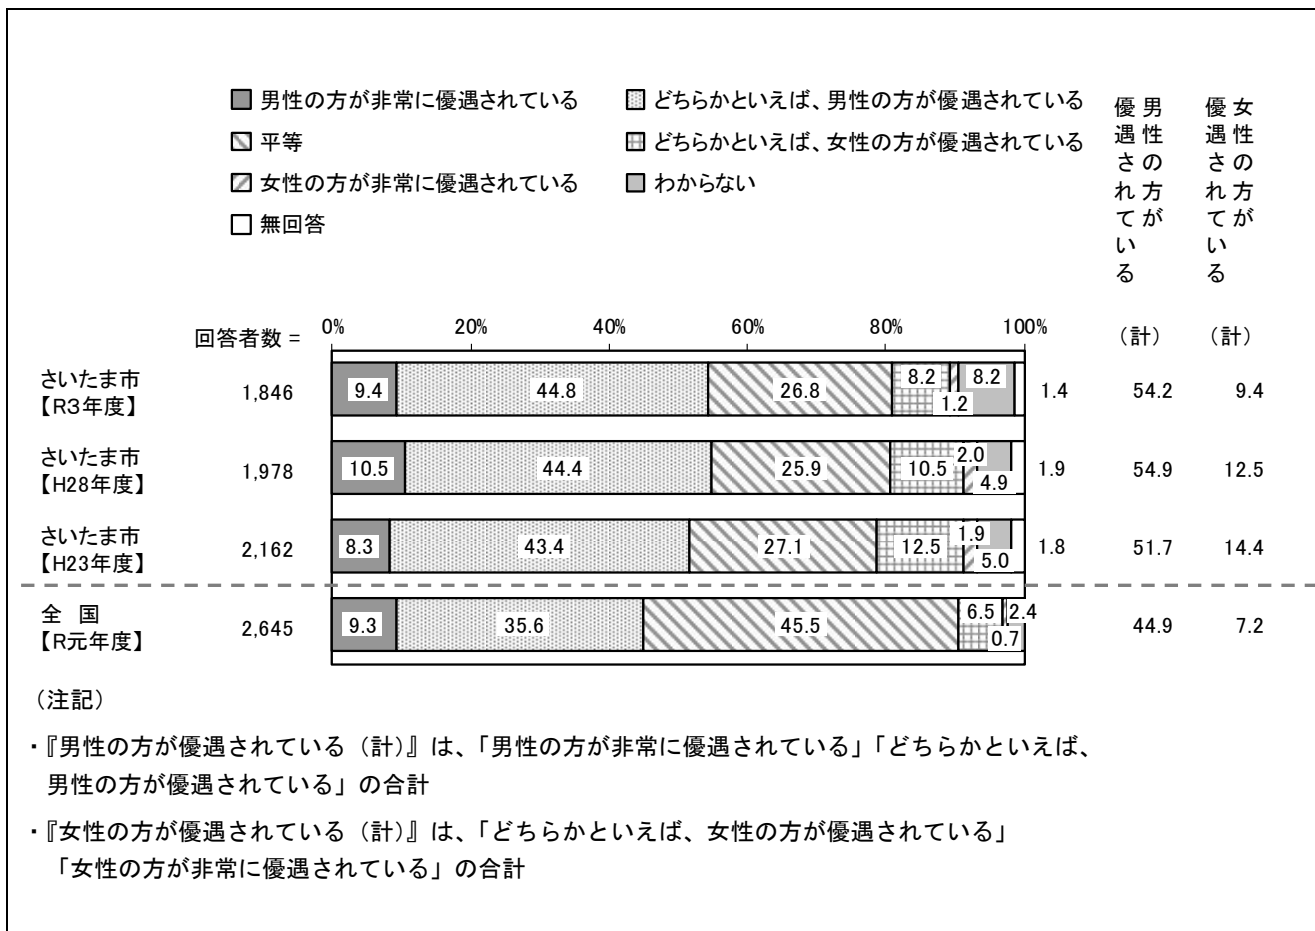 男性の方が非常に優遇されている
どちらかといえば、男性の方が優遇されている
平等
どちらかといえば、女性の方が優遇されている
女性の方が非常に優遇されている
わからない
無回答
男性の方が
優遇されている
（計）
女性の方が
優遇されている
（計）
回答者数 =
0% 20% 40% 60% 80% 100%
さいたま市
【R3年度】
1,846 9.4 44.8 26.8 8.2 1.2 8.2 1.4 54.2 9.4
さいたま市
【H28年度】
1,978 10.5 44.4 25.9 10.5 2.0 4.9 1.9 54.9 12.5
さいたま市
【H23年度】
2,162 8.3 43.4 27.1 12.5 1.9 5.0 1.8 51.7 14.4
全　国
【R元年度】
2,645 9.3 35.6 45.5 6.5 0.7 2.4 44.9 7.2
（注記）
・『男性の方が優遇されている（計）』は、「男性の方が非常に優遇されている」「どちらかといえば、
男性の方が優遇されている」の合計
・『女性の方が優遇されている（計）』は、「どちらかといえば、女性の方が優遇されている」
「女性の方が非常に優遇されている」の合計